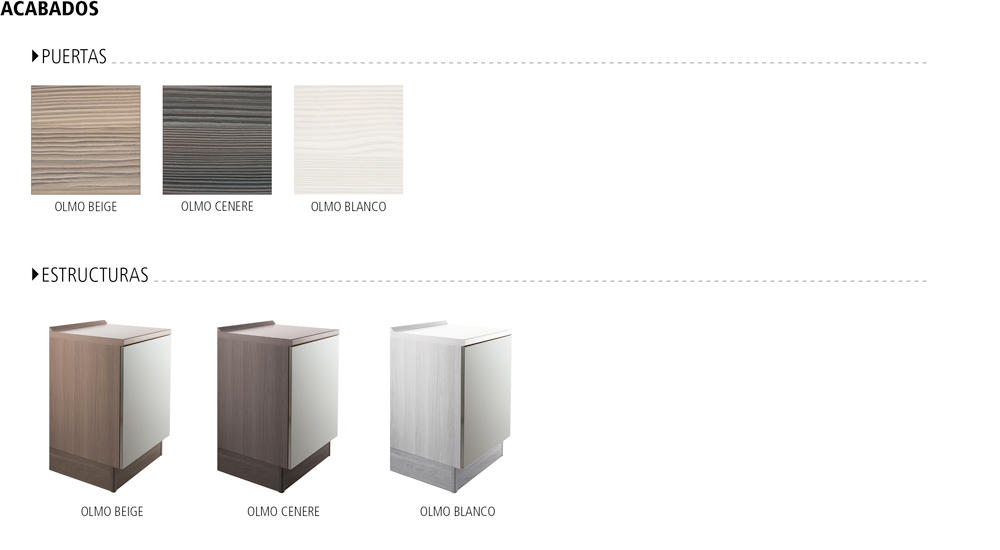 ACABADOS
PUERTAS
OLMO BEIGE
OLMO CENERE
OLMO BLANCO
ESTRUCTURAS
OLMO BEIGE
OLMO CENERE
OLMO BLANCO